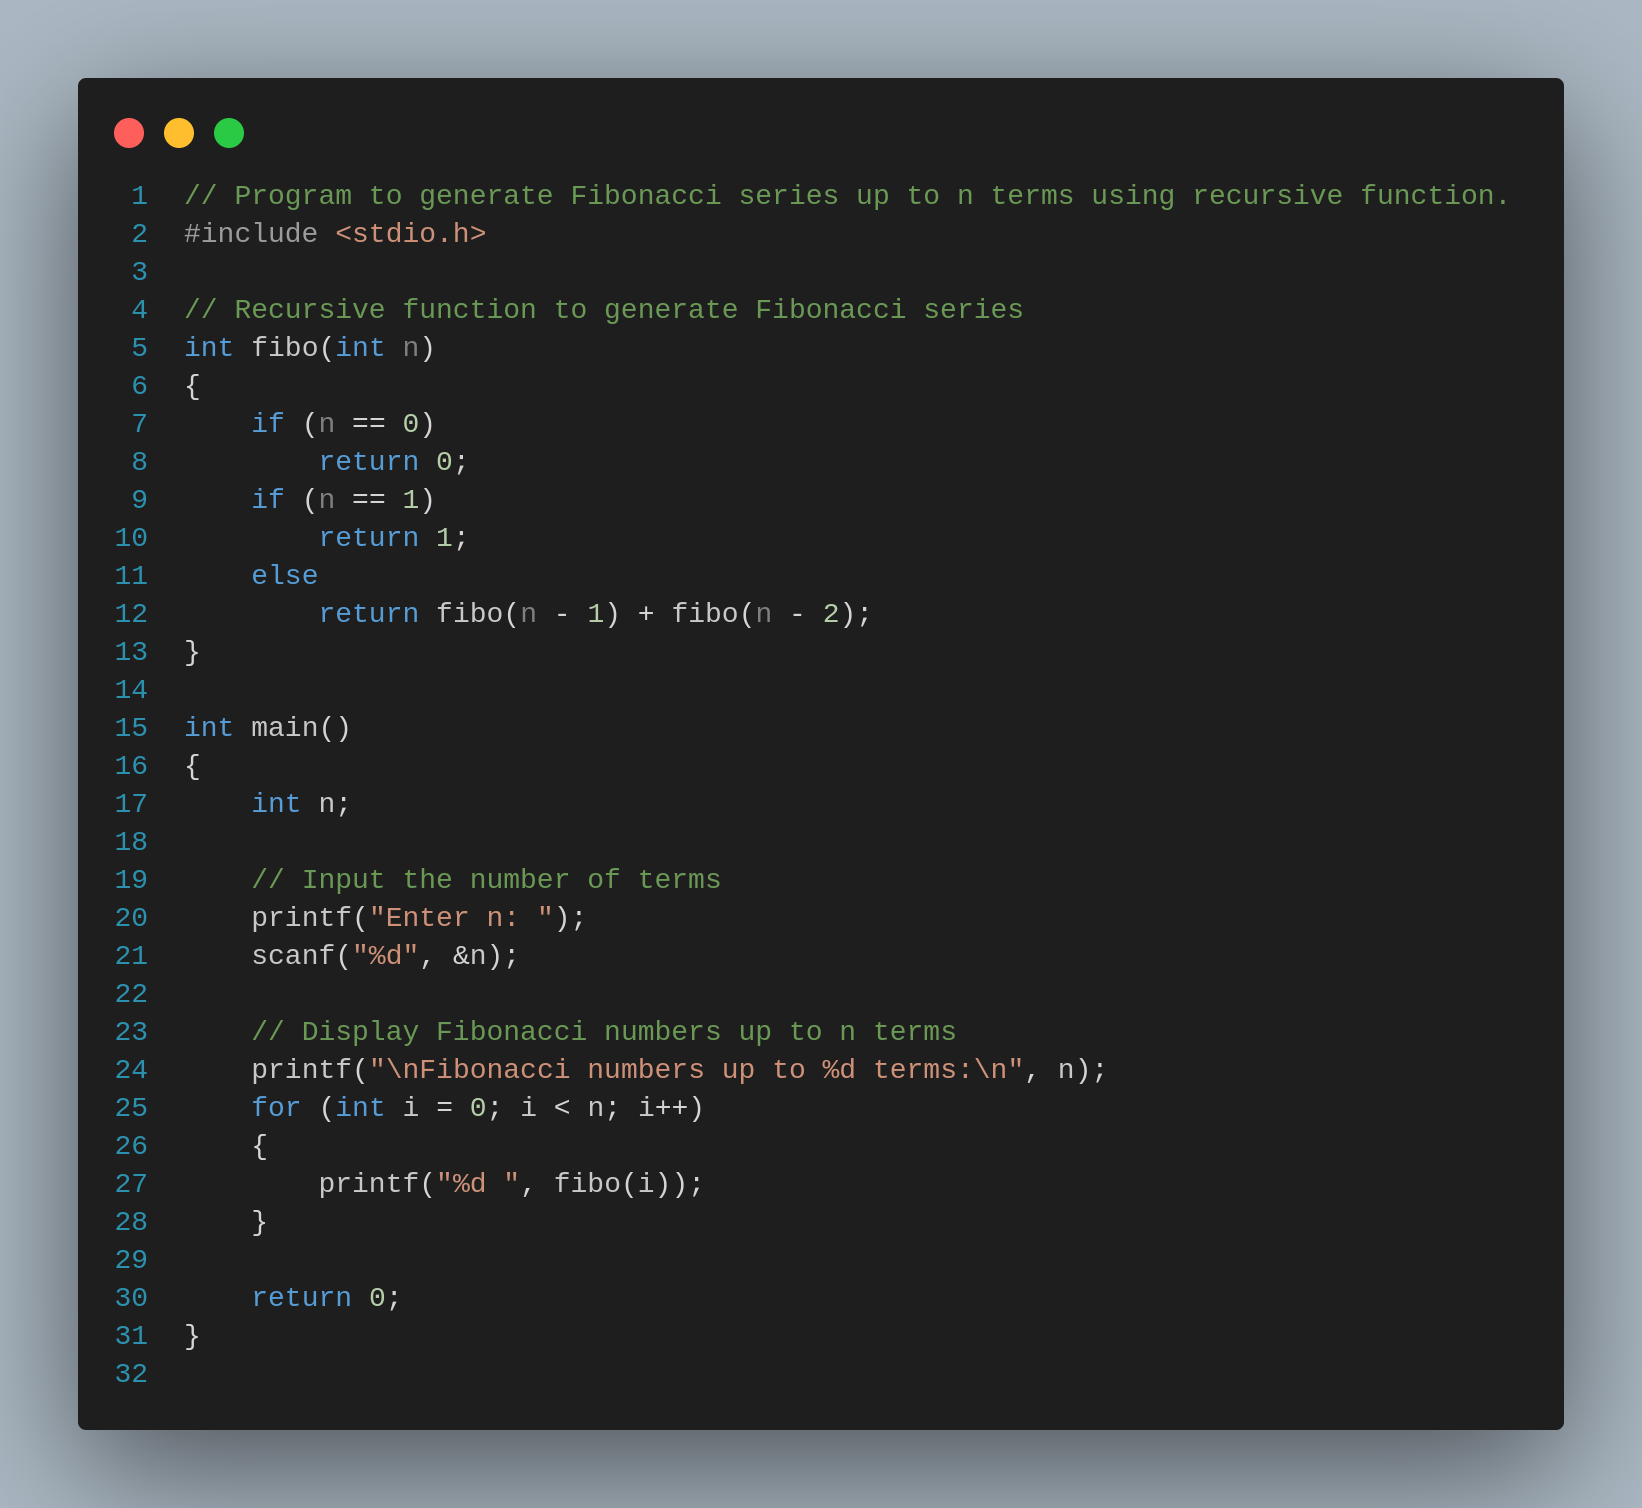 1 // Program to generate Fibonacci series up to n terms using recursive function.
2 #include <stdio.h>
3
4 // Recursive function to generate Fibonacci series
5 int fibo(int n)
6 {
7     if (n == 0)
8         return 0;
9     if (n == 1)
10         return 1;
11     else
12         return fibo(n - 1) + fibo(n - 2);
13 }
14
15 int main()
16 {
17     int n;
18
19     // Input the number of terms
20     printf("Enter n: ");
21     scanf("%d", &n);
22
23     // Display Fibonacci numbers up to n terms
24     printf("\nFibonacci numbers up to %d terms:\n", n);
25     for (int i = 0; i < n; i++)
26     {
27         printf("%d ", fibo(i));
28     }
29
30     return 0;
31 }
32